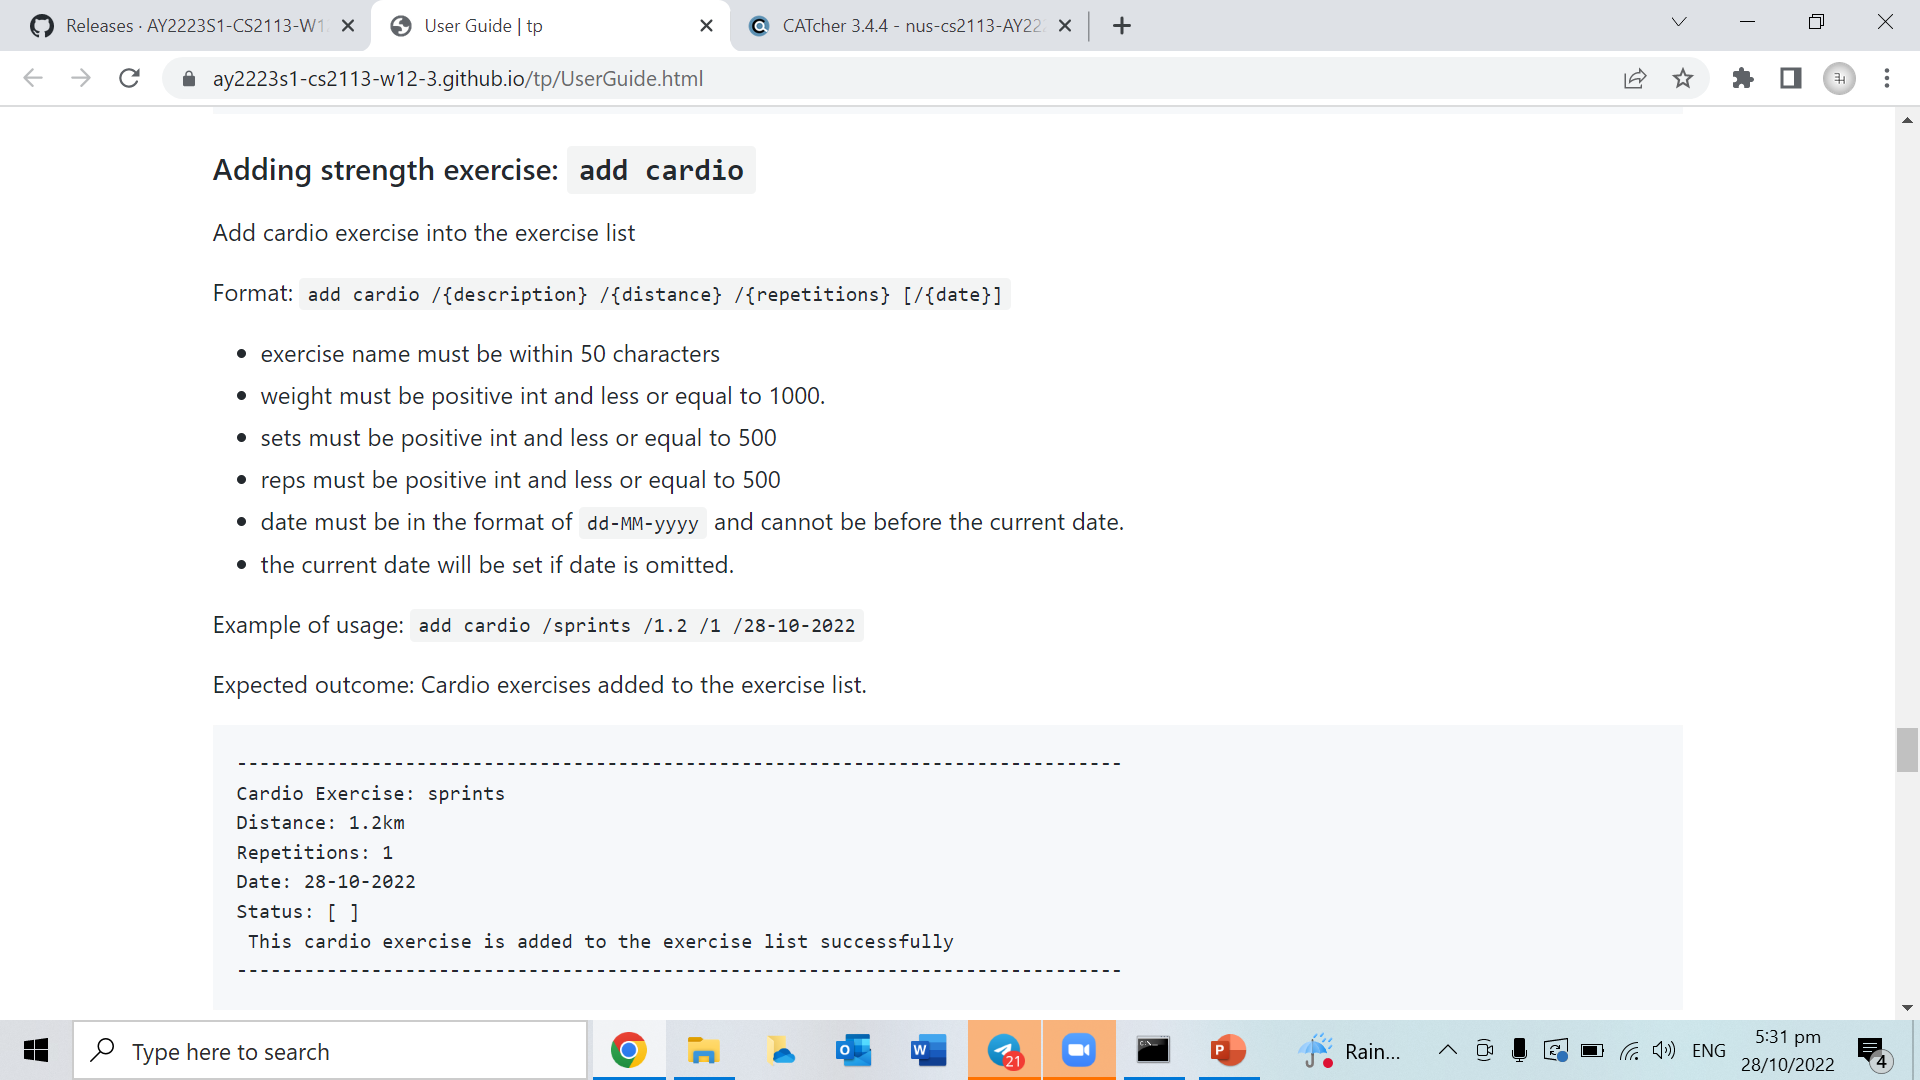 Releases · AY2223S1-CS2113-W1
User Guide | tp
CATcher 3.4.4 - nus-cs2113-AY222
ay2223s1-cs2113-w12-3.github.io/tp/UserGuide.html
Adding strength exercise: add cardio
Add cardio exercise into the exercise list
Format: add cardio /{description} /{distance} /{repetitions} [/{date}]
• exercise name must be within 50 characters
• weight must be positive int and less or equal to 1000.
• sets must be positive int and less or equal to 500
• reps must be positive int and less or equal to 500
• date must be in the format of dd-MM-yyyy and cannot be before the current date.
• the current date will be set if date is omitted.
Example of usage: add cardio /sprints /1.2 /1 /28-10-2022
Expected outcome: Cardio exercises added to the exercise list.
-------------------------------------------------------------------------------
Cardio Exercise: sprints
Distance: 1.2km
Repetitions: 1
Date: 28-10-2022
Status: [ ]
This cardio exercise is added to the exercise list successfully
-------------------------------------------------------------------------------
Type here to search
21
Rain...
ENG
5:31 pm
28/10/2022
4